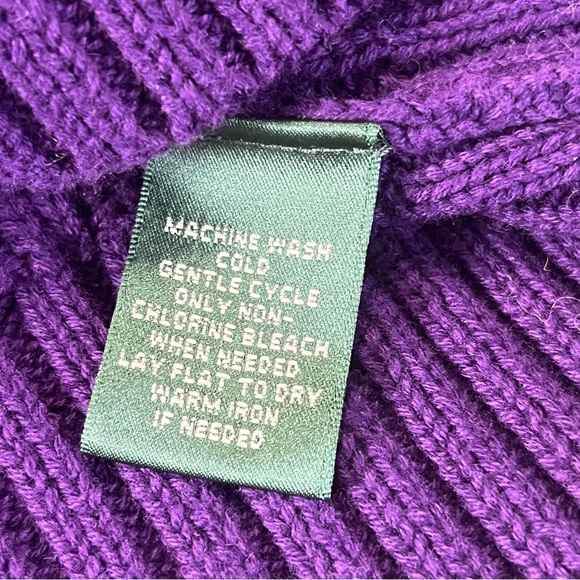 MACHINE WASH
COLD
GENTLE CYCLE
ONLY NON-
CHLORINE BLEACH
WHEN NEEDED
LAY FLAT TO DRY
WARM IRON
IF NEEDED